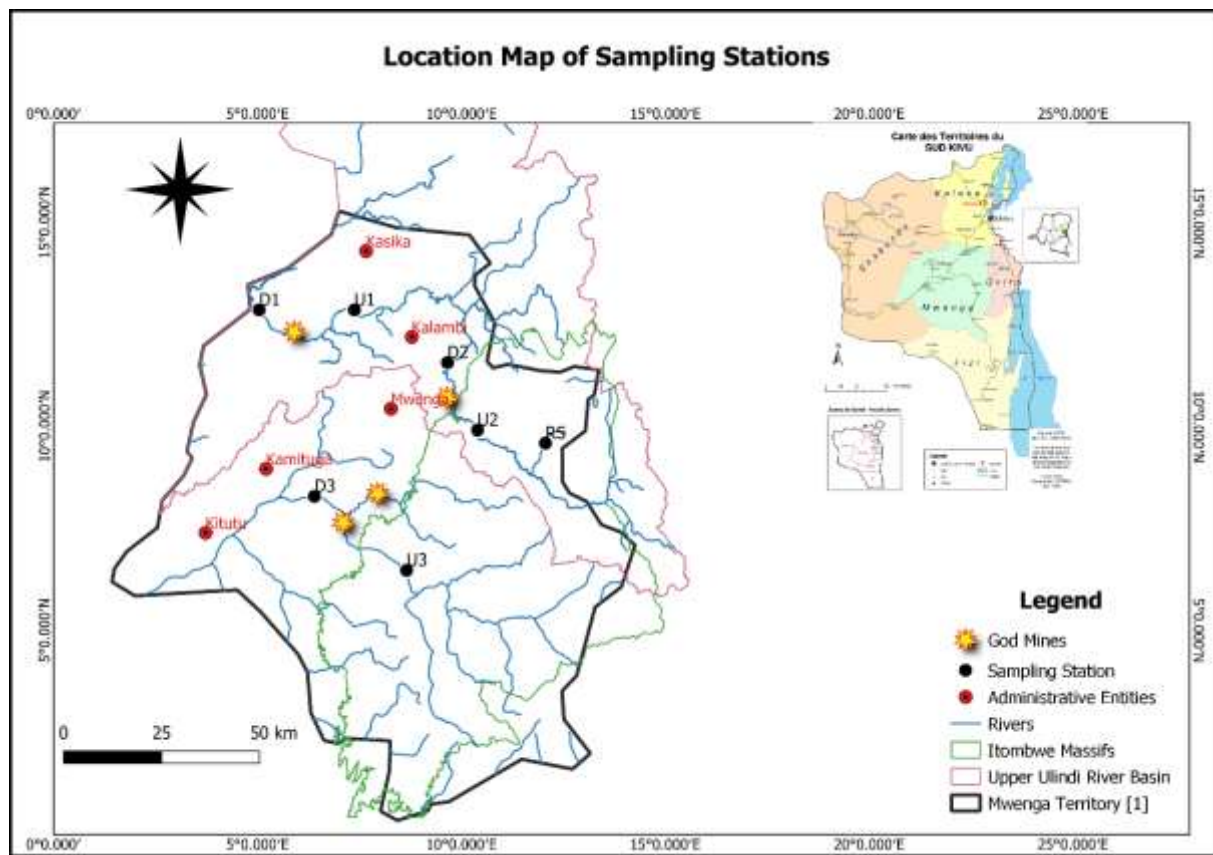 Location Map of Sampling Stations
0°0.000' 5°0.000'E 10°0.000'E 15°0.000'E 20°0.000'E 25°0.000'E
15°0.000'N
10°0.000'N
5°0.000'N
15°0.000'N
10°0.000'N
5°0.000'N
Kasika
D1
U1
Kalambi
D2
Mwenga
U2
RS
Kamituga
D3
Kitutu
U3
0 25 50 km
Carte des Territoires du
SUD KIVU
Legend
God Mines
Sampling Station
Administrative Entities
Rivers
Itombwe Massifs
Upper Ulindi River Basin
Mwenga Territory [1]
0°0.000' 5°0.000'E 10°0.000'E 15°0.000'E 20°0.000'E 25°0.000'E